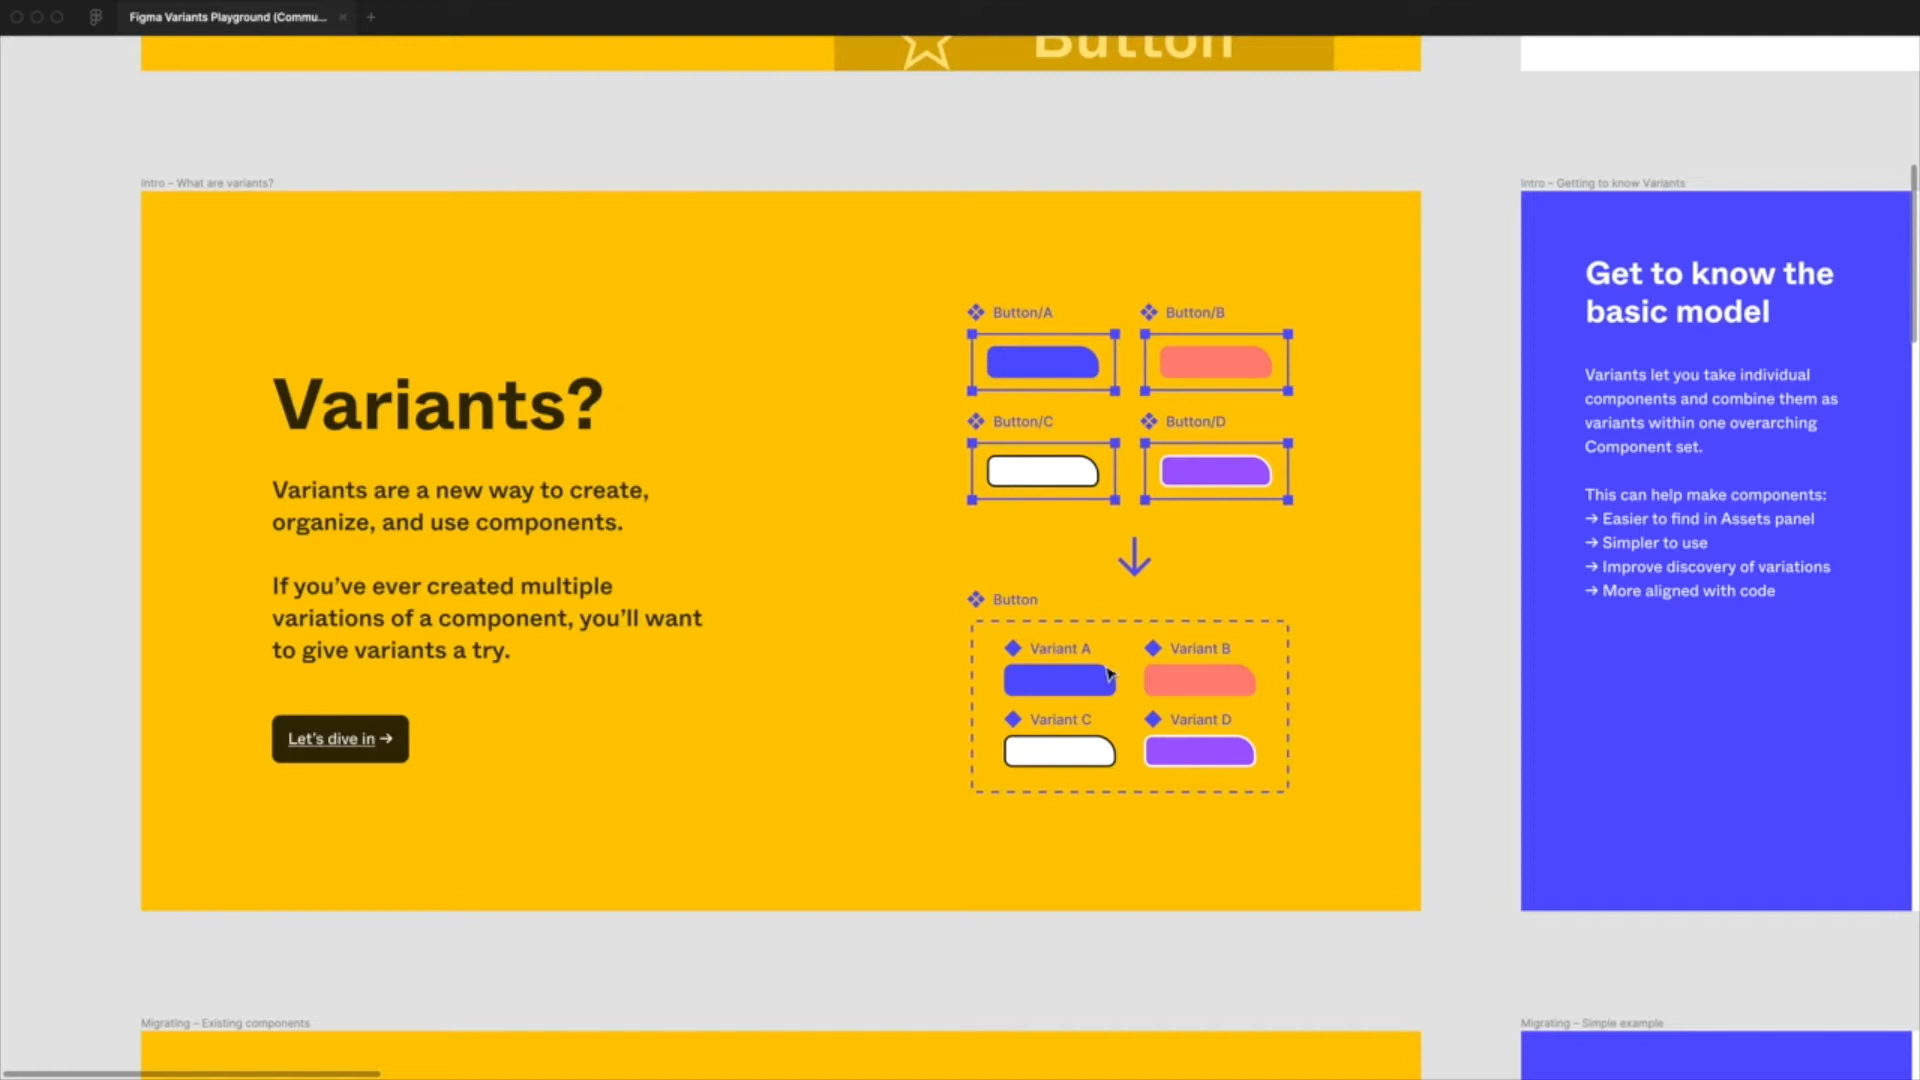 Figma Variants Playground (Commu...
Button
Intro – What are variants?
Variants?
Variants are a new way to create,
organize, and use components.
If you’ve ever created multiple
variations of a component, you’ll want
to give variants a try.
Let’s dive in →
Button/A
Button/B
Button/C
Button/D
Button
Variant A
Variant B
Variant C
Variant D
Intro – Getting to know Variants
Get to know the
basic model
Variants let you take individual
components and combine them as
variants within one overarching
Component set.
This can help make components:
→ Easier to find in Assets panel
→ Simpler to use
→ Improve discovery of variations
→ More aligned with code
Migrating – Existing components
Migrating – Simple example